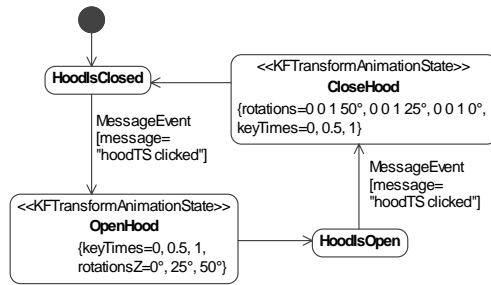 HoodIsClosed
<<KFTransformAnimationState>>
CloseHood
{rotations=0 0 1 50°, 0 0 1 25°, 0 0 1 0°,
keyTimes=0, 0.5, 1}
MessageEvent
[message=
"hoodTS clicked"]
MessageEvent
[message=
"hoodTS clicked"]
<<KFTransformAnimationState>>
OpenHood
{keyTimes=0, 0.5, 1,
rotationsZ=0°, 25°, 50°}
HoodIsOpen